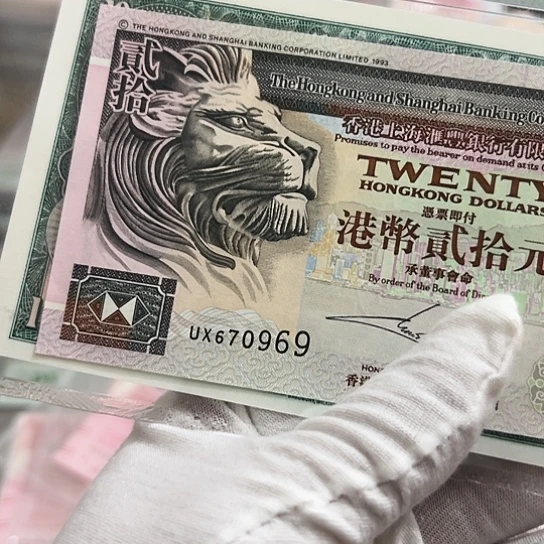 © THE HONGKONG AND SHANGHAI BANKING CORPORATION LIMITED 1993
貳拾
The Hongkong and Shanghai Banking Co
香港上海滙豐銀行有限
Promises to pay the bearer on demand at its
TWENTY
HONGKONG DOLLARS
憑票即付
港幣貳拾元
承董事會命
By order of the Board of Di
UX670969
HON
香